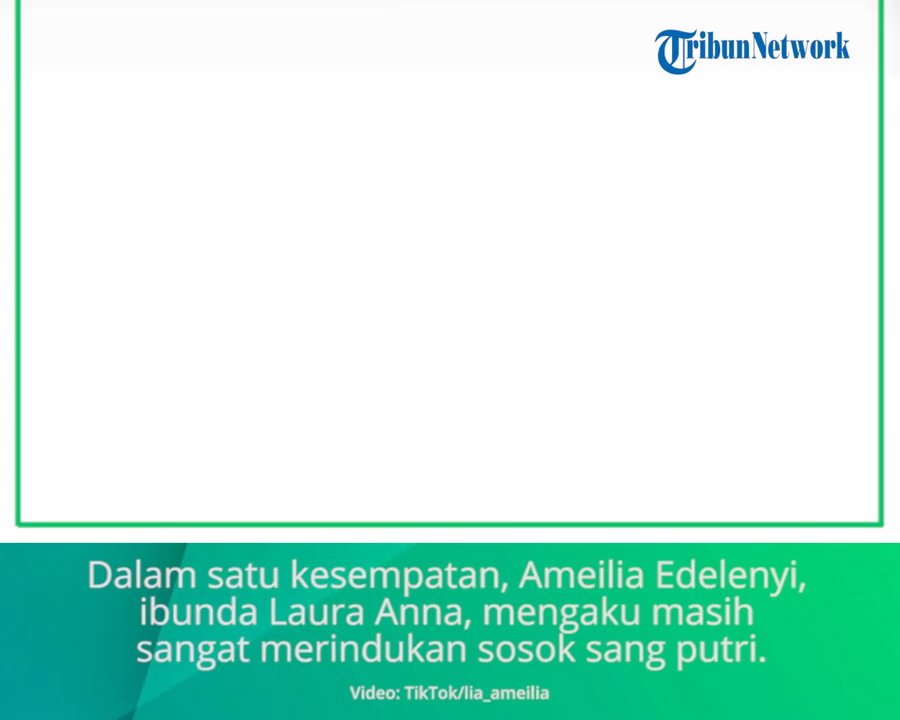 TribunNetwork
Dalam satu kesempatan, Ameilia Edelenyi,
ibunda Laura Anna, mengaku masih
sangat merindukan sosok sang putri.
Video: TikTok/lia_ameilia